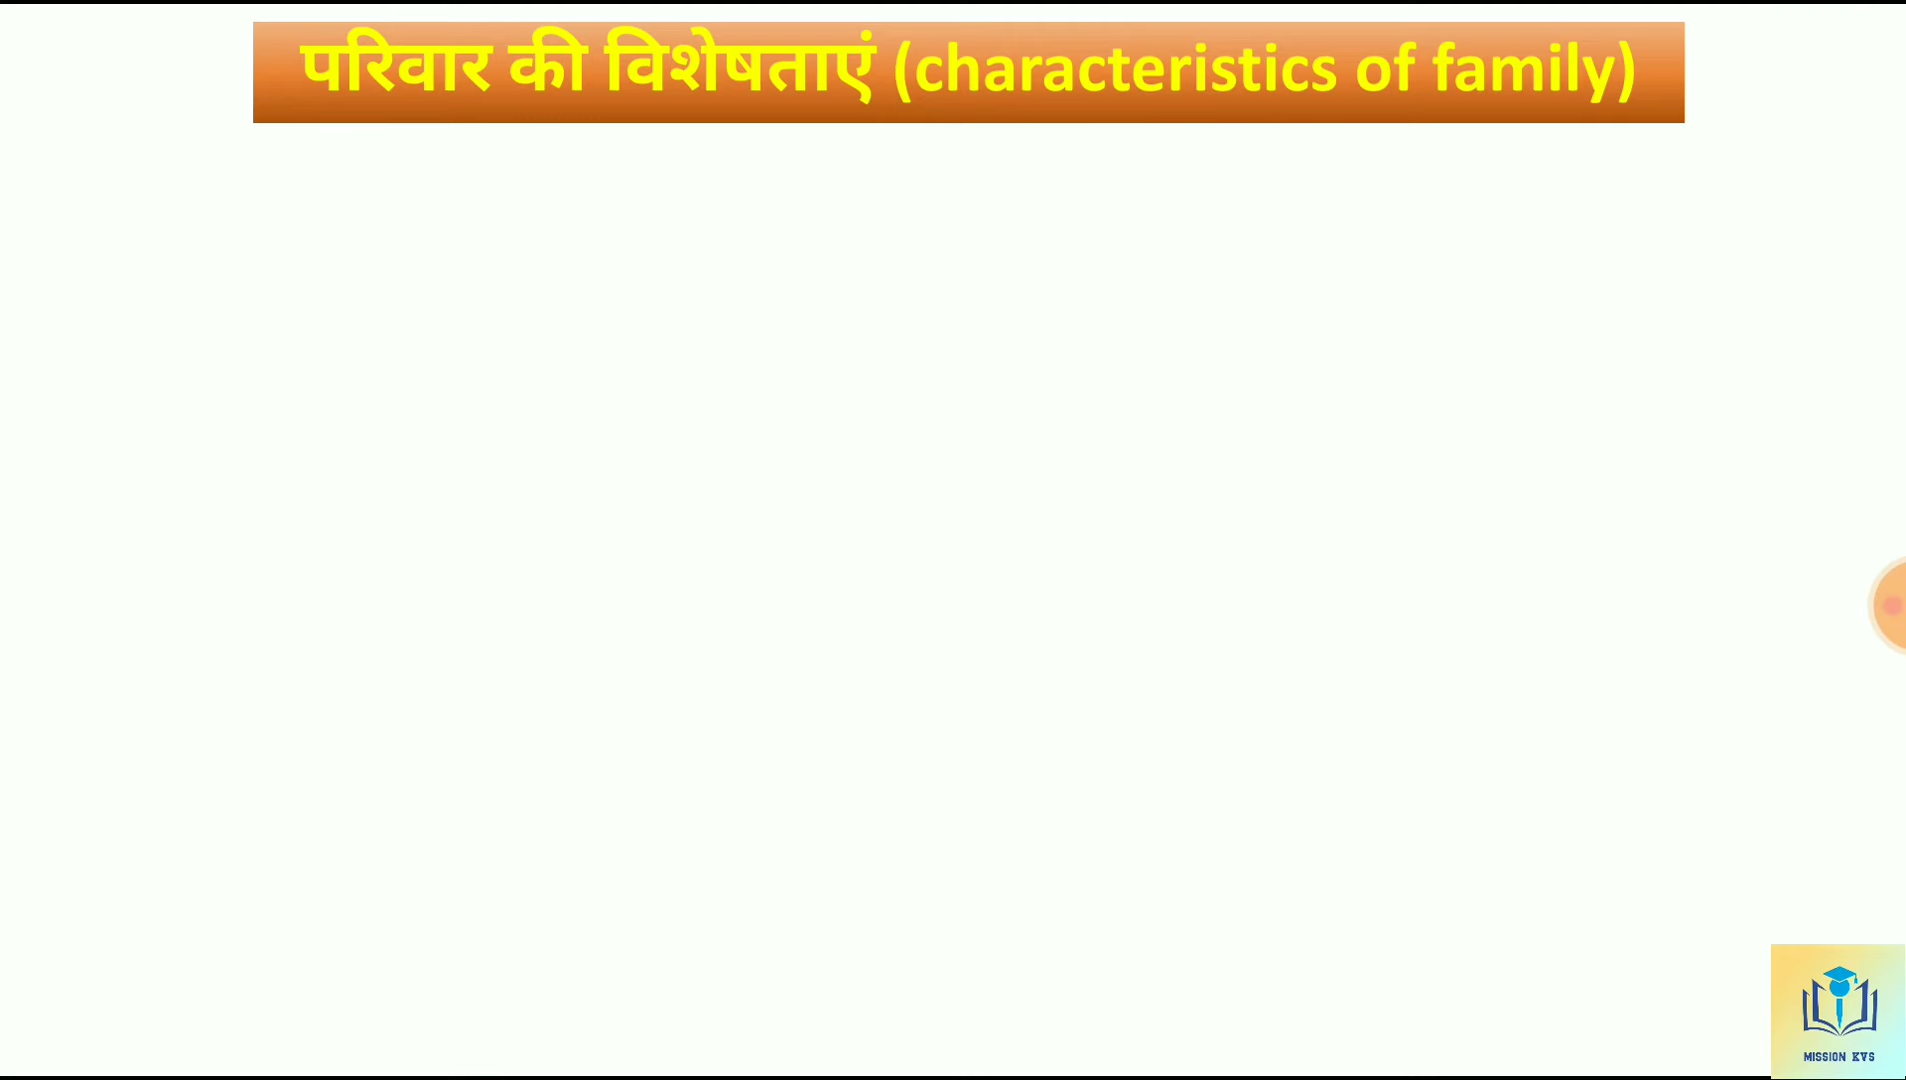 परिवार की विशेषताएं (characteristics of family)
MISSION KVS